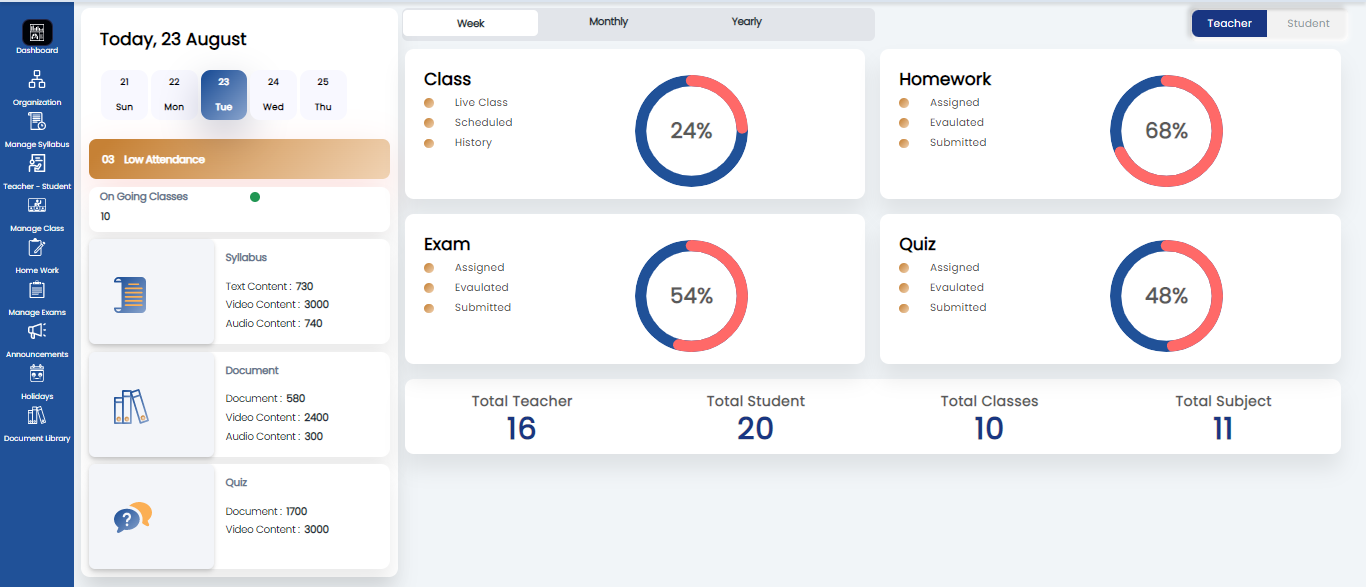 Dashboard
Organization
Manage Syllabus
Teacher - Student
Manage Class
Home Work
Manage Exams
Announcements
Holidays
Document Library
Today, 23 August
21 22 23 24 25
Sun Mon Tue Wed Thu
03 Low Attendance
On Going Classes
10
Syllabus
Text Content : 730
Video Content : 3000
Audio Content : 740
Document
Document : 580
Video Content : 2400
Audio Content : 300
?
Quiz
Document : 1700
Video Content : 3000
Week Monthly Yearly
Teacher Student
Class
Live Class
Scheduled
History
24%
Homework
Assigned
Evaulated
Submitted
68%
Exam
Assigned
Evaulated
Submitted
54%
Quiz
Assigned
Evaulated
Submitted
48%
Total Teacher Total Student Total Classes Total Subject
16 20 10 11